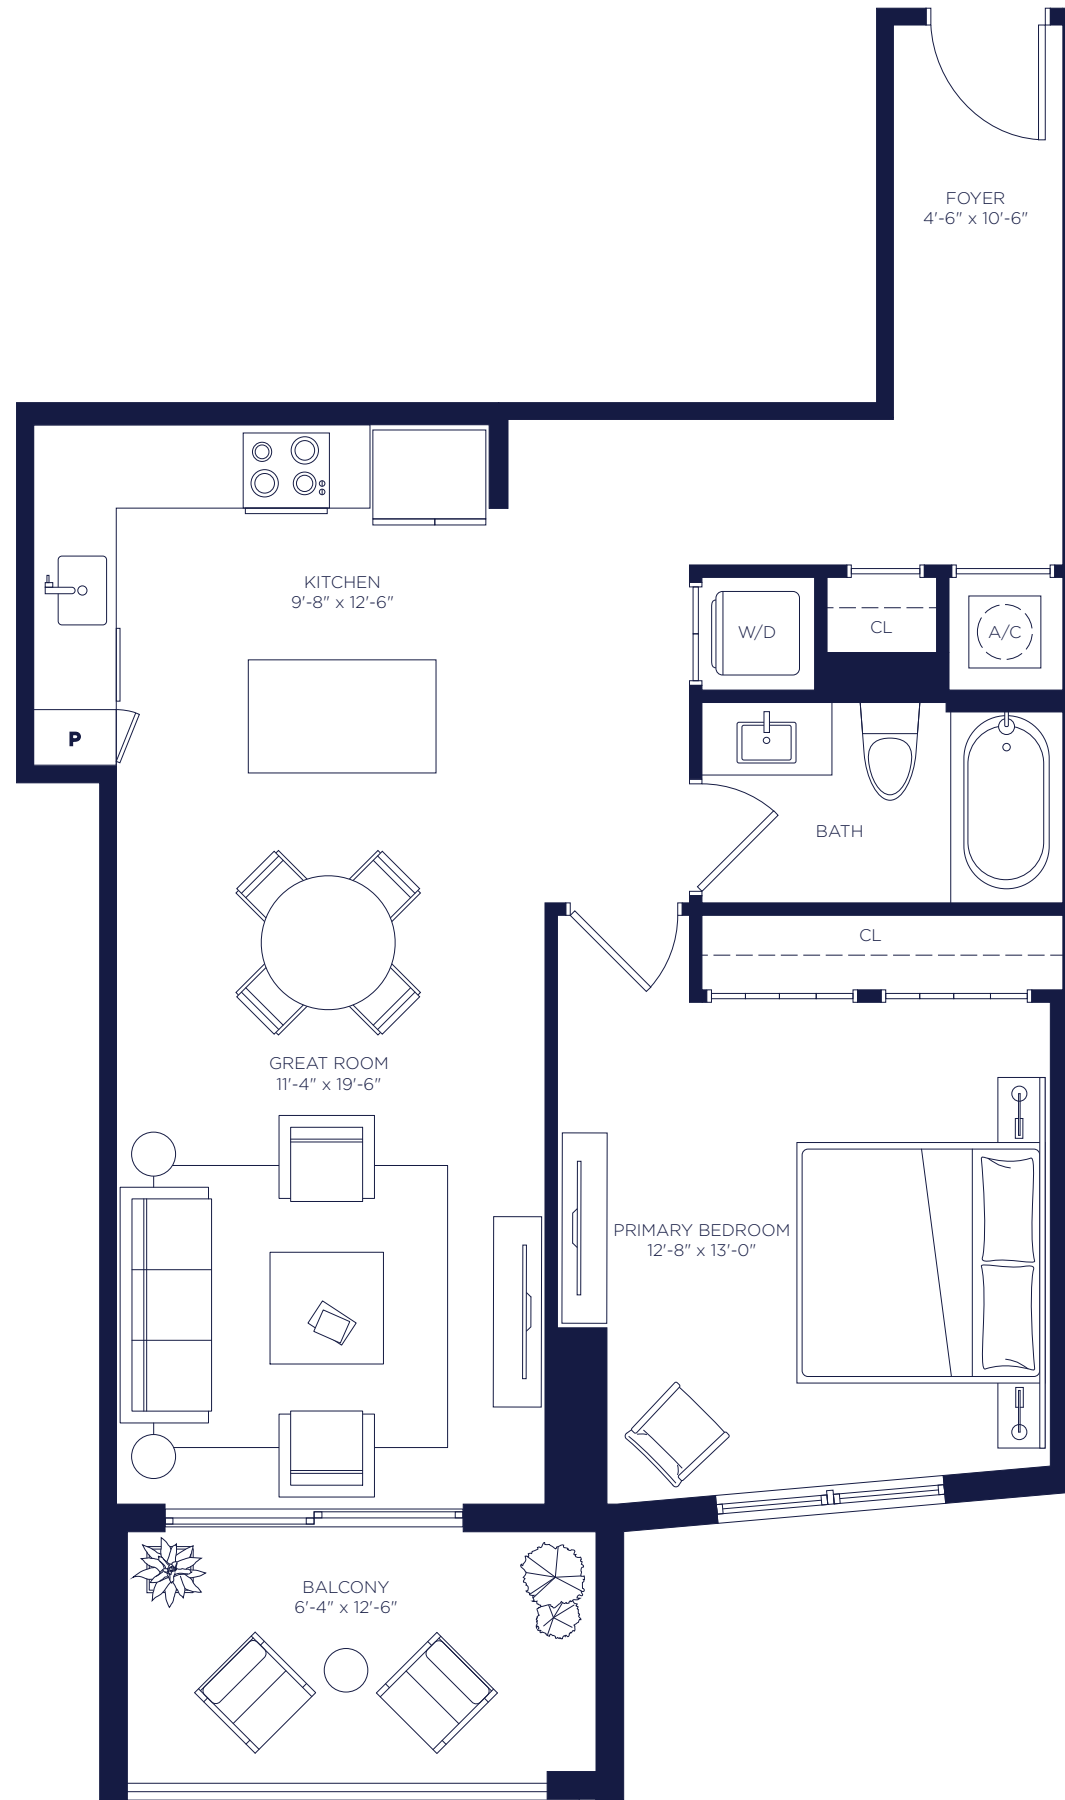 FOYER
4'-6" x 10'-6"
KITCHEN
9'-8" x 12'-6"
W/D
CL
A/C
P
BATH
CL
GREAT ROOM
11'-4" x 19'-6"
PRIMARY BEDROOM
12'-8" x 13'-0"
BALCONY
6'-4" x 12'-6"